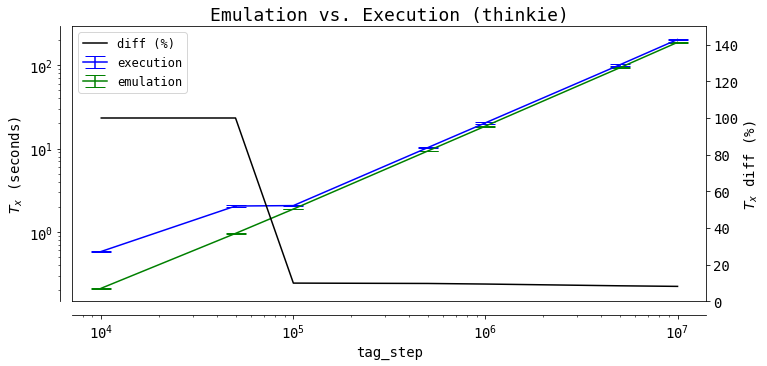 Emulation vs. Execution (thinkie)
diff (%)
execution
emulation
T_x (seconds)
10^2
10^1
10^0
140
120
100
80
60
40
20
0
T_x diff (%)
10^4
10^5
10^6
10^7
tag_step